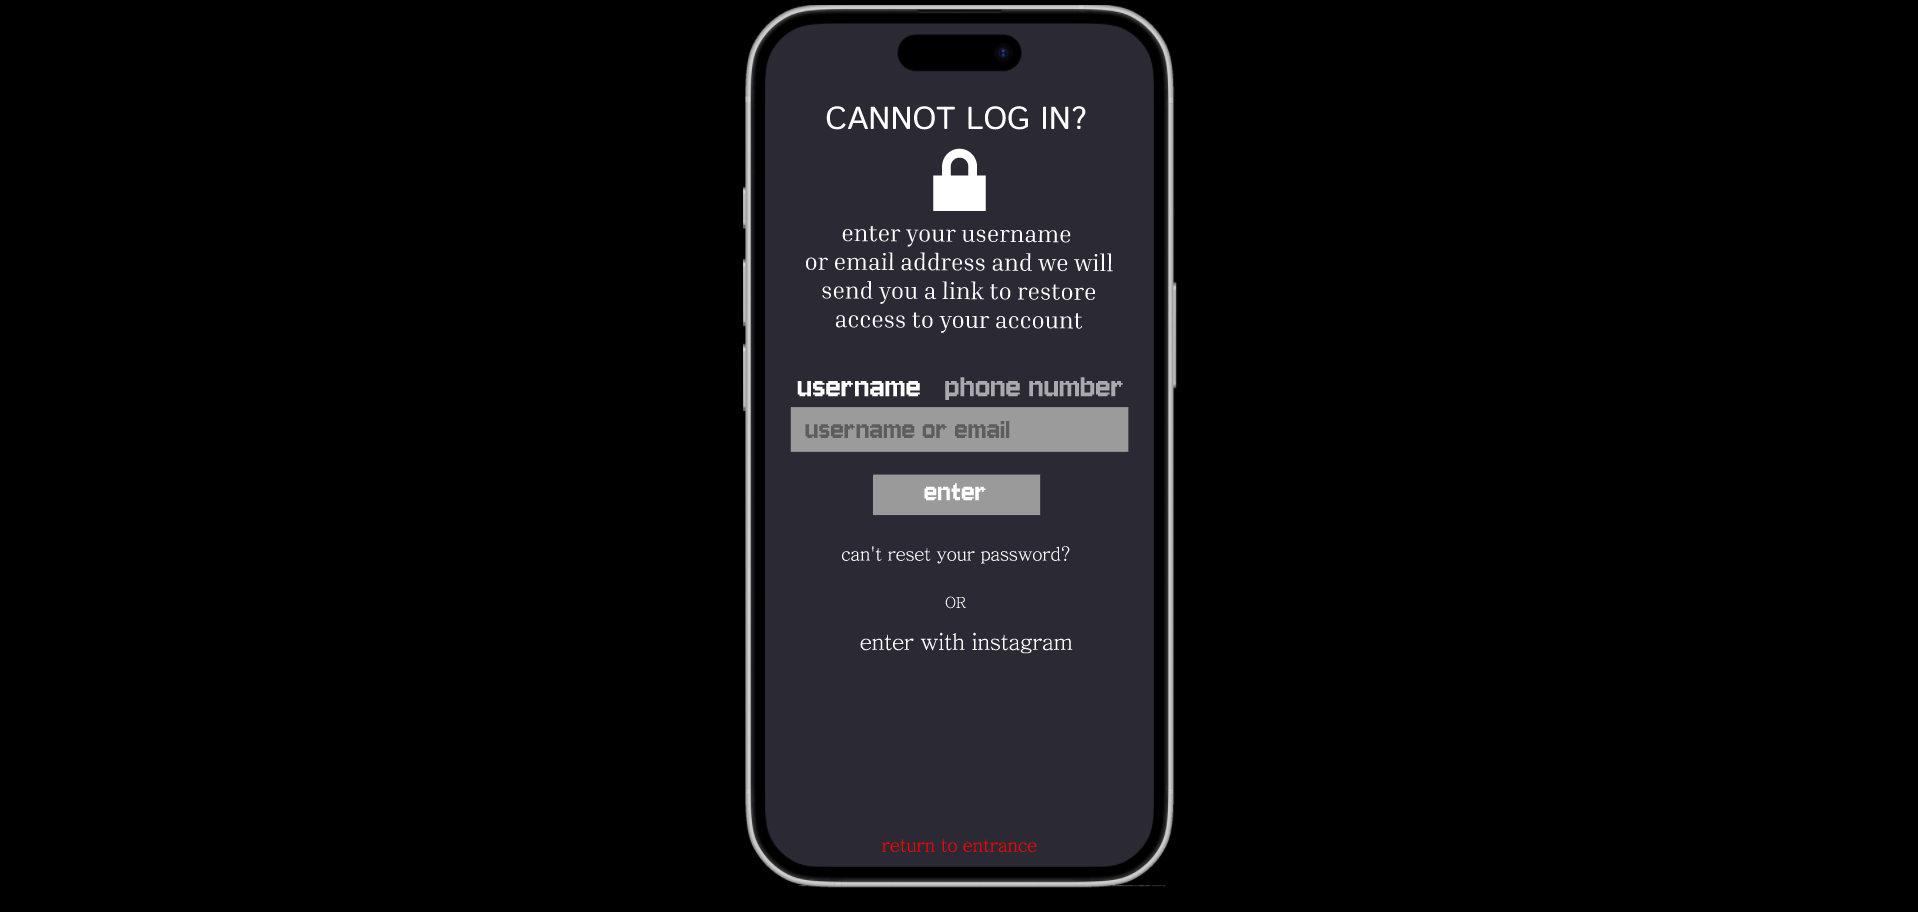 CANNOT LOG IN?
enter your username
or email address and we will
send you a link to restore
access to your account
username phone number
username or email
enter
can't reset your password?
OR
enter with instagram
return to entrance